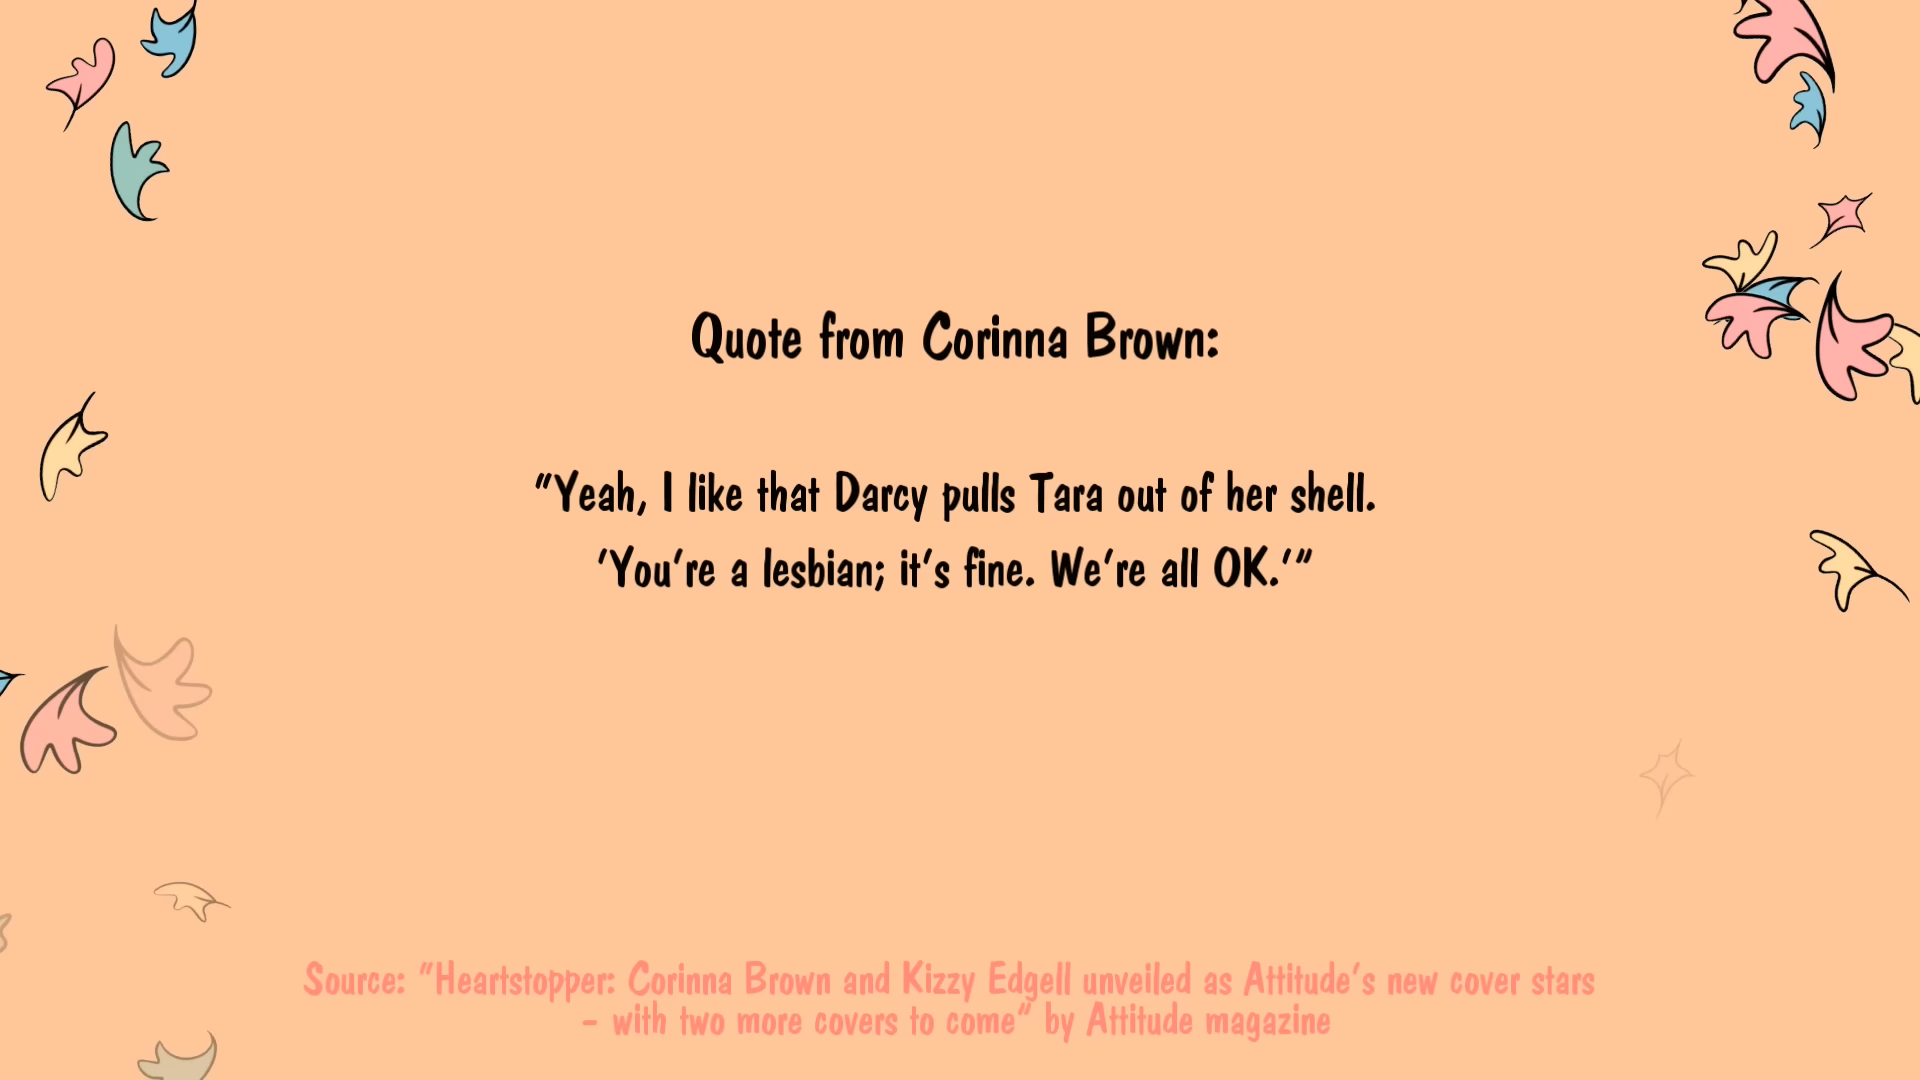 Quote from Corinna Brown:
“Yeah, I like that Darcy pulls Tara out of her shell.
‘You’re a lesbian; it’s fine. We’re all OK.’”
Source: “Heartstopper: Corinna Brown and Kizzy Edgell unveiled as Attitude’s new cover stars
– with two more covers to come” by Attitude magazine